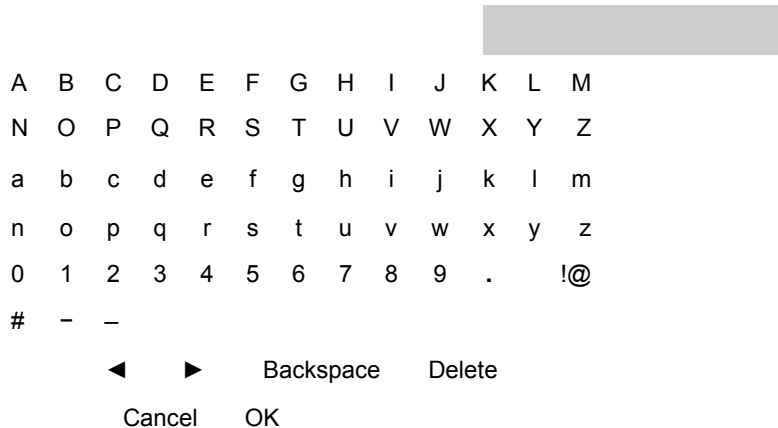 A B C D E F G H I J K L M
N O P Q R S T U V W X Y Z
a b c d e f g h i j k l m
n o p q r s t u v w x y z
0 1 2 3 4 5 6 7 8 9 . !@
# − –
◄ ► Backspace Delete
Cancel OK